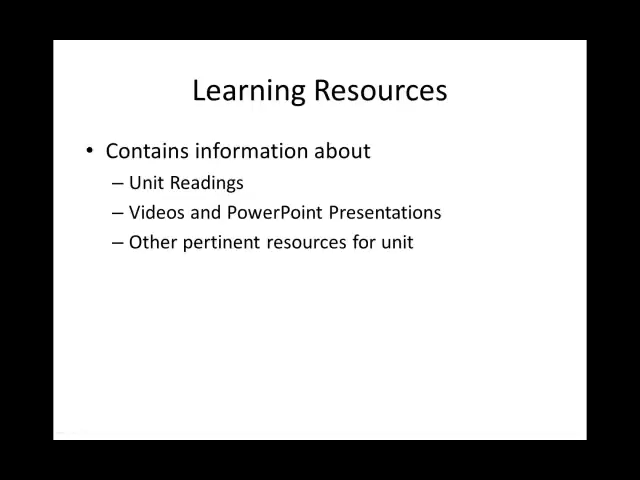 Learning Resources
• Contains information about
– Unit Readings
– Videos and PowerPoint Presentations
– Other pertinent resources for unit